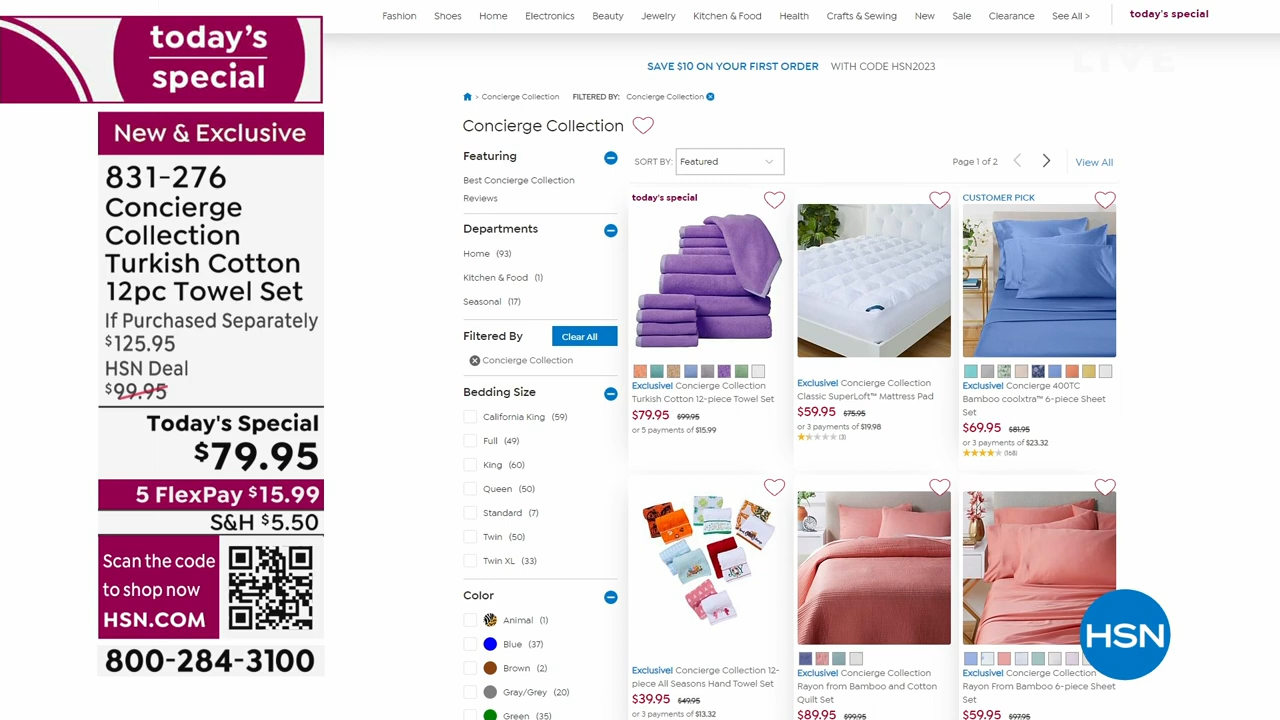 today's
special
New & Exclusive
831-276
Concierge
Collection
Turkish Cotton
12pc Towel Set
If Purchased Separately
$125.95
HSN Deal
$99.95
Today's Special
$79.95
5 FlexPay $15.99
S&H $5.50
Scan the code
to shop now
HSN.COM
800-284-3100
Fashion Shoes Home Electronics Beauty Jewelry Kitchen & Food Health Crafts & Sewing New Sale Clearance See All > today's special
LIVE
SAVE $10 ON YOUR FIRST ORDER WITH CODE HSN2023
> Concierge Collection FILTERED BY: Concierge Collection
Concierge Collection
Featuring
Best Concierge Collection
Reviews
Departments
Home (93)
Kitchen & Food (1)
Seasonal (17)
Filtered By Clear All
Concierge Collection
Bedding Size
California King (59)
Full (49)
King (60)
Queen (50)
Standard (7)
Twin (50)
Twin XL (33)
Color
Animal (1)
Blue (37)
Brown (2)
Gray/Grey (20)
Green (35)
SORT BY: Featured Page 1 of 2 View All
today's special
Exclusive! Concierge Collection
Turkish Cotton 12-piece Towel Set
$79.95 $99.95
or 5 payments of $15.99
Exclusive! Concierge Collection
Classic SuperLoft™ Mattress Pad
$59.95 $75.95
or 3 payments of $19.98
(3)
CUSTOMER PICK
Exclusive! Concierge 400TC
Bamboo coolxtra™ 6-piece Sheet
Set
$69.95 $81.95
or 3 payments of $23.32
(168)
Exclusive! Concierge Collection 12-
piece All Seasons Hand Towel Set
$39.95 $49.95
or 3 payments of $13.32
Exclusive! Concierge Collection
Rayon from Bamboo and Cotton
Quilt Set
$89.95 $99.95
Exclusive! Concierge Collection
Rayon From Bamboo 6-piece Sheet
Set
$59.95 $97.95
HSN